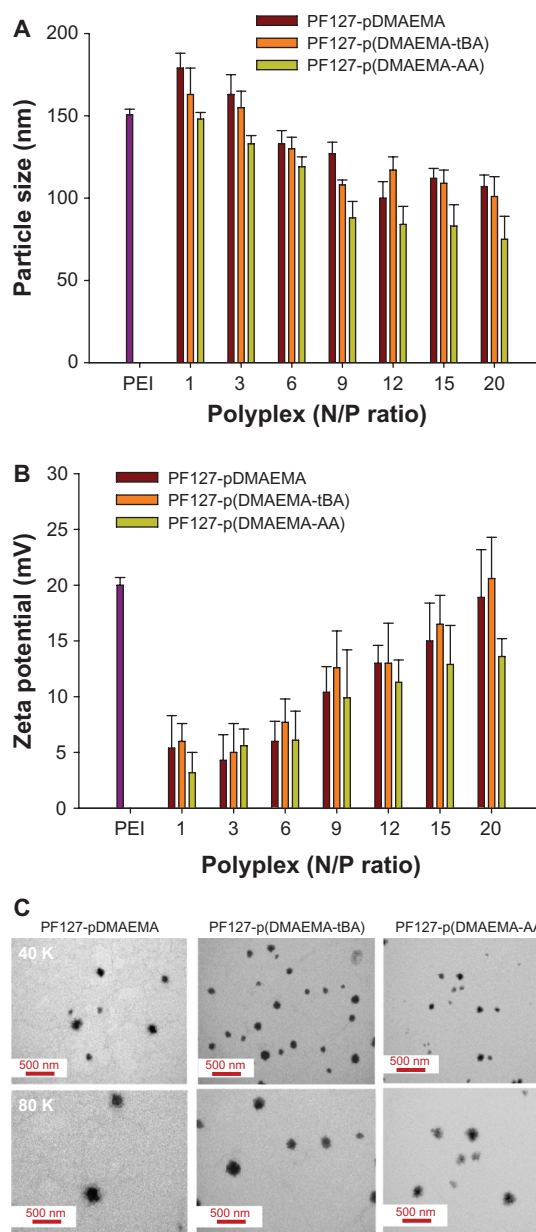 A
PF127-pDMAEMA
PF127-p(DMAEMA-tBA)
PF127-p(DMAEMA-AA)
Particle size (nm)
200
150
100
50
0
PEI 1 3 6 9 12 15 20
Polyplex (N/P ratio)
B
PF127-pDMAEMA
PF127-p(DMAEMA-tBA)
PF127-p(DMAEMA-AA)
Zeta potential (mV)
30
25
20
15
10
5
0
PEI 1 3 6 9 12 15 20
Polyplex (N/P ratio)
C
PF127-pDMAEMA PF127-p(DMAEMA-tBA) PF127-p(DMAEMA-AA
40 K
500 nm 500 nm 500 nm
80 K
500 nm 500 nm 500 nm